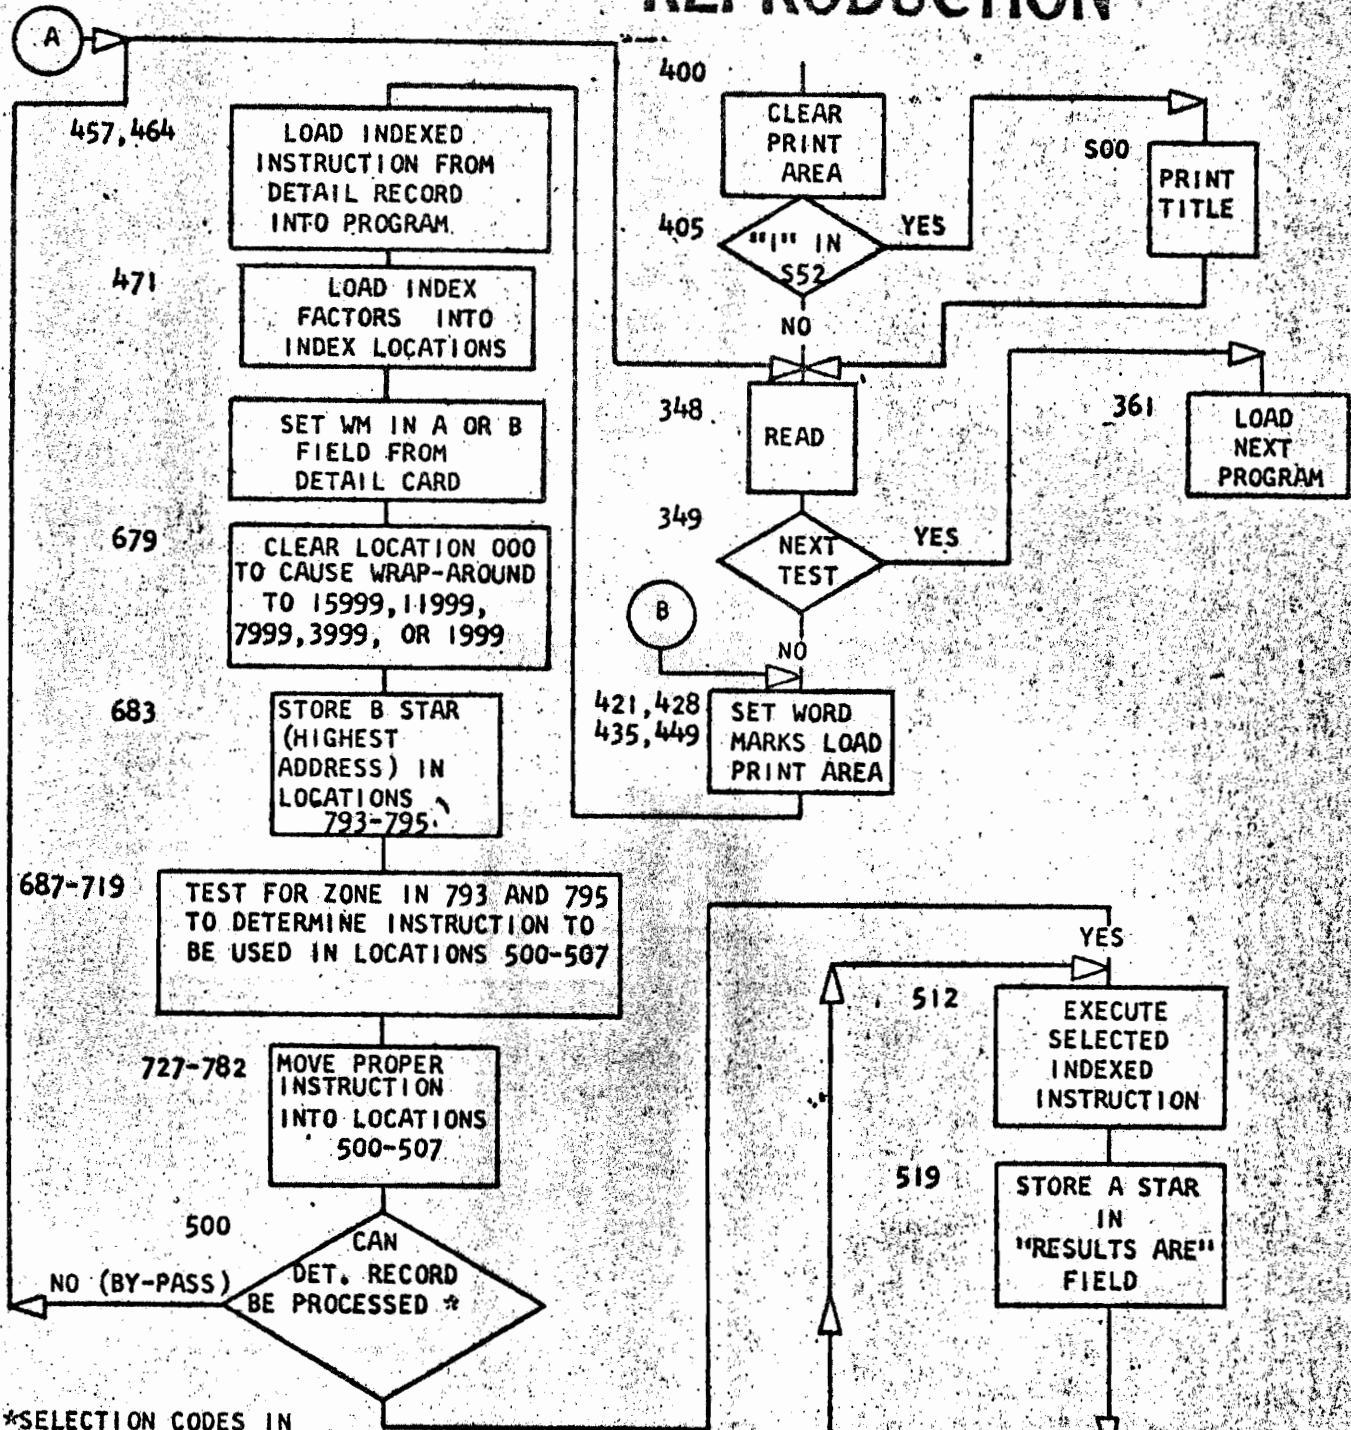 REPRODUCTION
A
457,464
LOAD INDEXED
INSTRUCTION FROM
DETAIL RECORD
INTO PROGRAM.
471
LOAD INDEX
FACTORS INTO
INDEX LOCATIONS
SET WM IN A OR B
FIELD FROM
DETAIL CARD
679
CLEAR LOCATION 000
TO CAUSE WRAP-AROUND
TO 15999,11999,
7999,3999, OR 1999
683
STORE B STAR
(HIGHEST
ADDRESS) IN
LOCATIONS
793-795
687-719
TEST FOR ZONE IN 793 AND 795
TO DETERMINE INSTRUCTION TO
BE USED IN LOCATIONS 500-507
727-782
MOVE PROPER
INSTRUCTION
INTO LOCATIONS
500-507
500
CAN
DET. RECORD
BE PROCESSED *
NO (BY-PASS)
*SELECTION CODES IN
400
CLEAR
PRINT
AREA
405
"1" IN
S52
YES
S00
PRINT
TITLE
NO
348
READ
361
LOAD
NEXT
PROGRAM
349
NEXT
TEST
YES
B
NO
421,428
435,449
SET WORD
MARKS LOAD
PRINT AREA
YES
512
EXECUTE
SELECTED
INDEXED
INSTRUCTION
519
STORE A STAR
IN
"RESULTS ARE"
FIELD